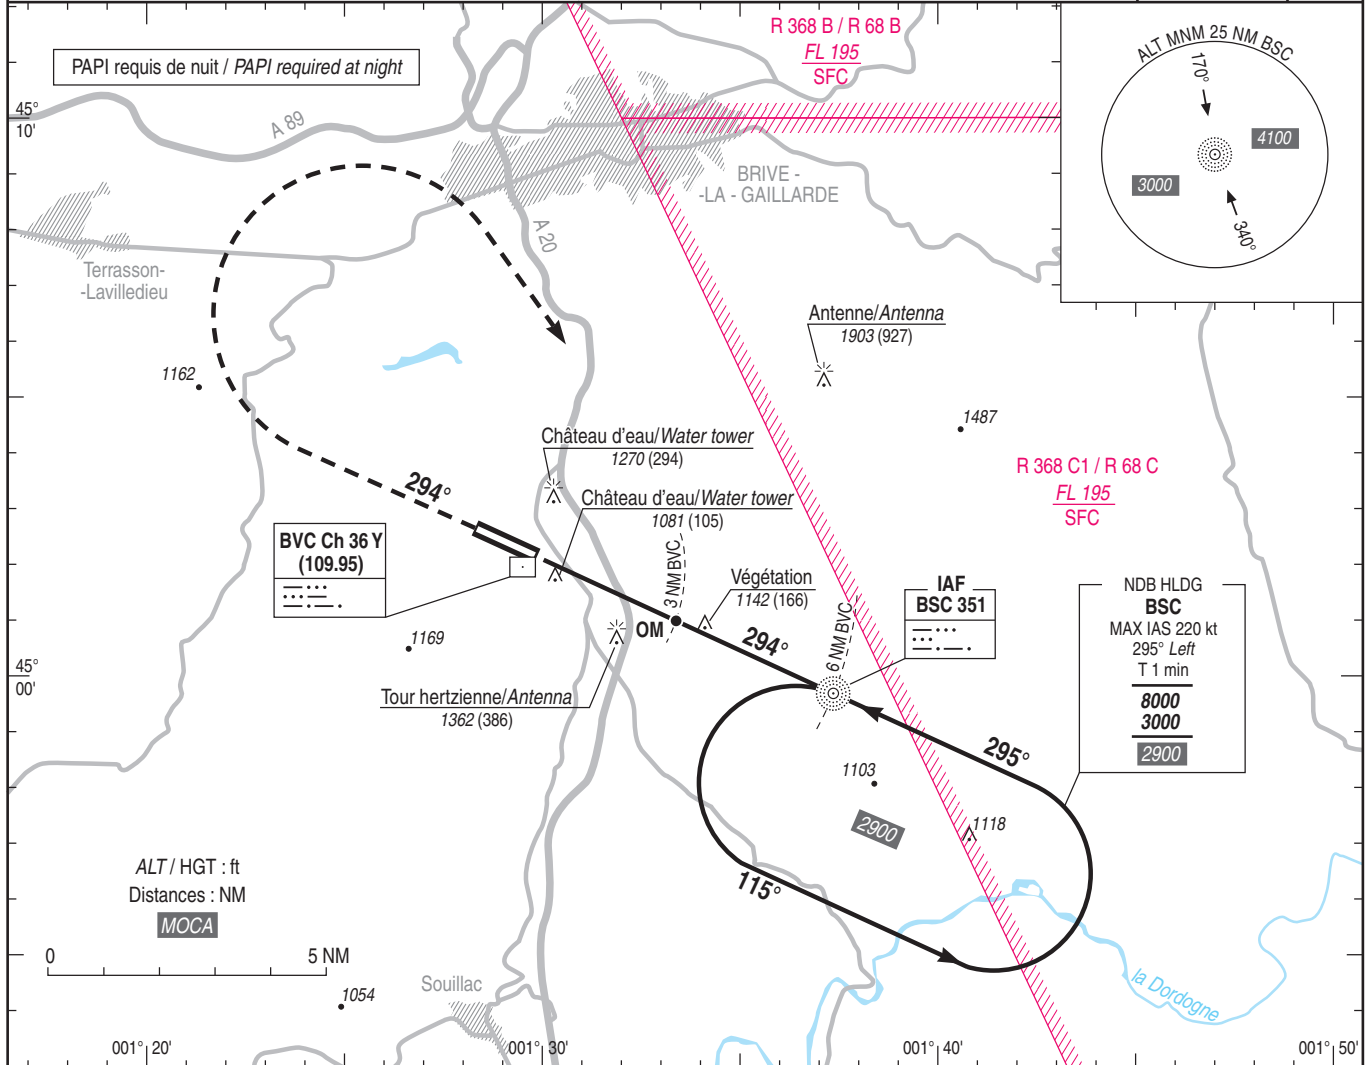 PAPI requis de nuit / PAPI required at night
R 368 B / R 68 B
FL 195
SFC
ALT MNM 25 NM BSC
170°
4100
3000
340°
45°
10'
A 89
BRIVE -
-LA - GAILLARDE
A 20
Terrasson-
-Lavilledieu
Antenne/Antenna
1903 (927)
1162
1487
Château d'eau/Water tower
1270 (294)
R 368 C1 / R 68 C
FL 195
SFC
294°
Château d'eau/Water tower
1081 (105)
BVC Ch 36 Y
(109.95)
3 NM BVC
Végétation
1142 (166)
IAF
BSC 351
NDB HLDG
BSC
MAX IAS 220 kt
295° Left
T 1 min
8000
3000
2900
OM
294°
6 NM BVC
1169
45°
00'
Tour hertzienne/Antenna
1362 (386)
295°
1103
2900
1118
115°
ALT / HGT : ft
Distances : NM
MOCA
0
5 NM
1054
Souillac
la Dordogne
001° 20'
001° 30'
001° 40'
001° 50'